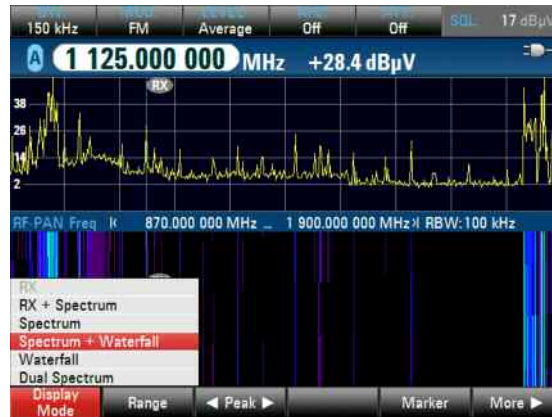 SQL 17 dBµV
150 kHz FM Average Off Off
A 1 125.000 000 MHz +28.4 dBµV
RX
38
26
14
2
RF-PAN Freq 870.000 000 MHz … 1 900.000 000 MHz RBW:100 kHz
RX
RX + Spectrum
Spectrum
Spectrum + Waterfall
Waterfall
Dual Spectrum
Display Mode Range ◄ Peak ► Marker More ►